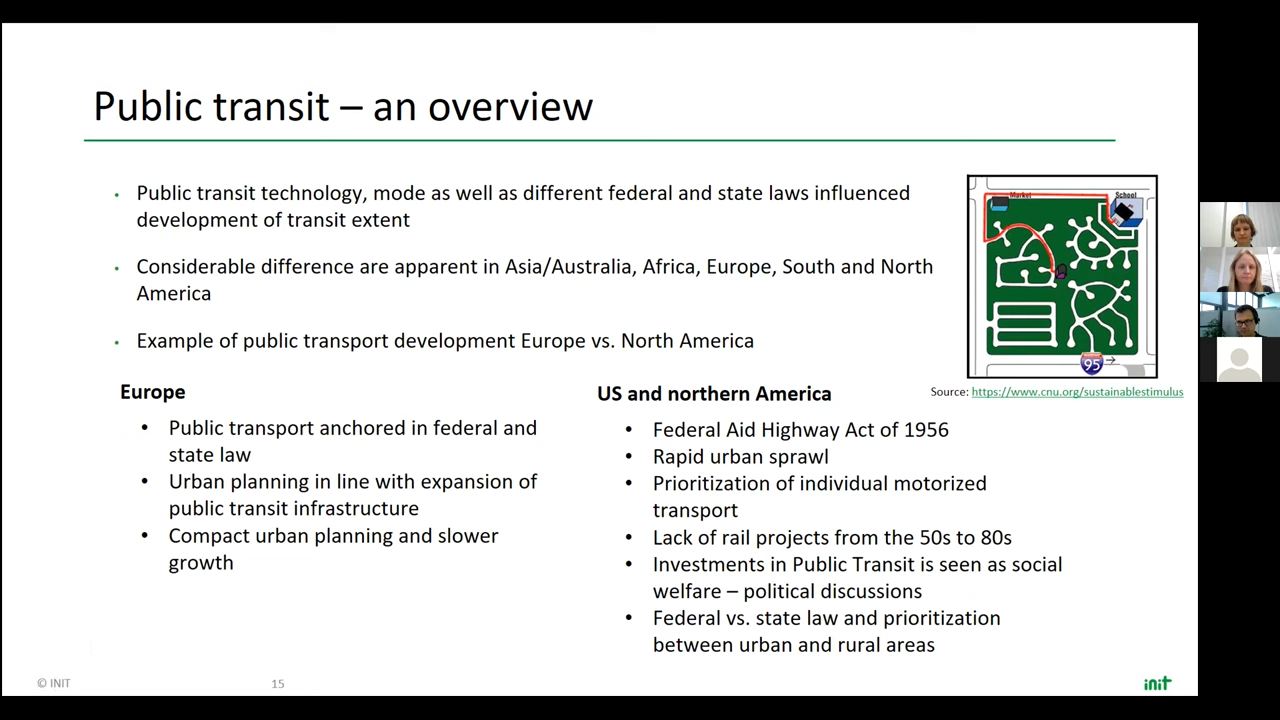 Public transit – an overview
• Public transit technology, mode as well as different federal and state laws influenced
development of transit extent
• Considerable difference are apparent in Asia/Australia, Africa, Europe, South and North
America
• Example of public transport development Europe vs. North America
Market
School
95
Source: https://www.cnu.org/sustainablestimulus
Europe
• Public transport anchored in federal and
state law
• Urban planning in line with expansion of
public transit infrastructure
• Compact urban planning and slower
growth
US and northern America
• Federal Aid Highway Act of 1956
• Rapid urban sprawl
• Prioritization of individual motorized
transport
• Lack of rail projects from the 50s to 80s
• Investments in Public Transit is seen as social
welfare – political discussions
• Federal vs. state law and prioritization
between urban and rural areas
© INIT
15
init